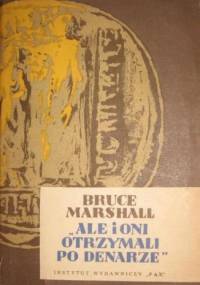 BRUCE
MARSHALL
„ALE i ONI
OTRZYMALI
PO DENARZE”
INSTYTUT WYDAWNICZY „PAX”